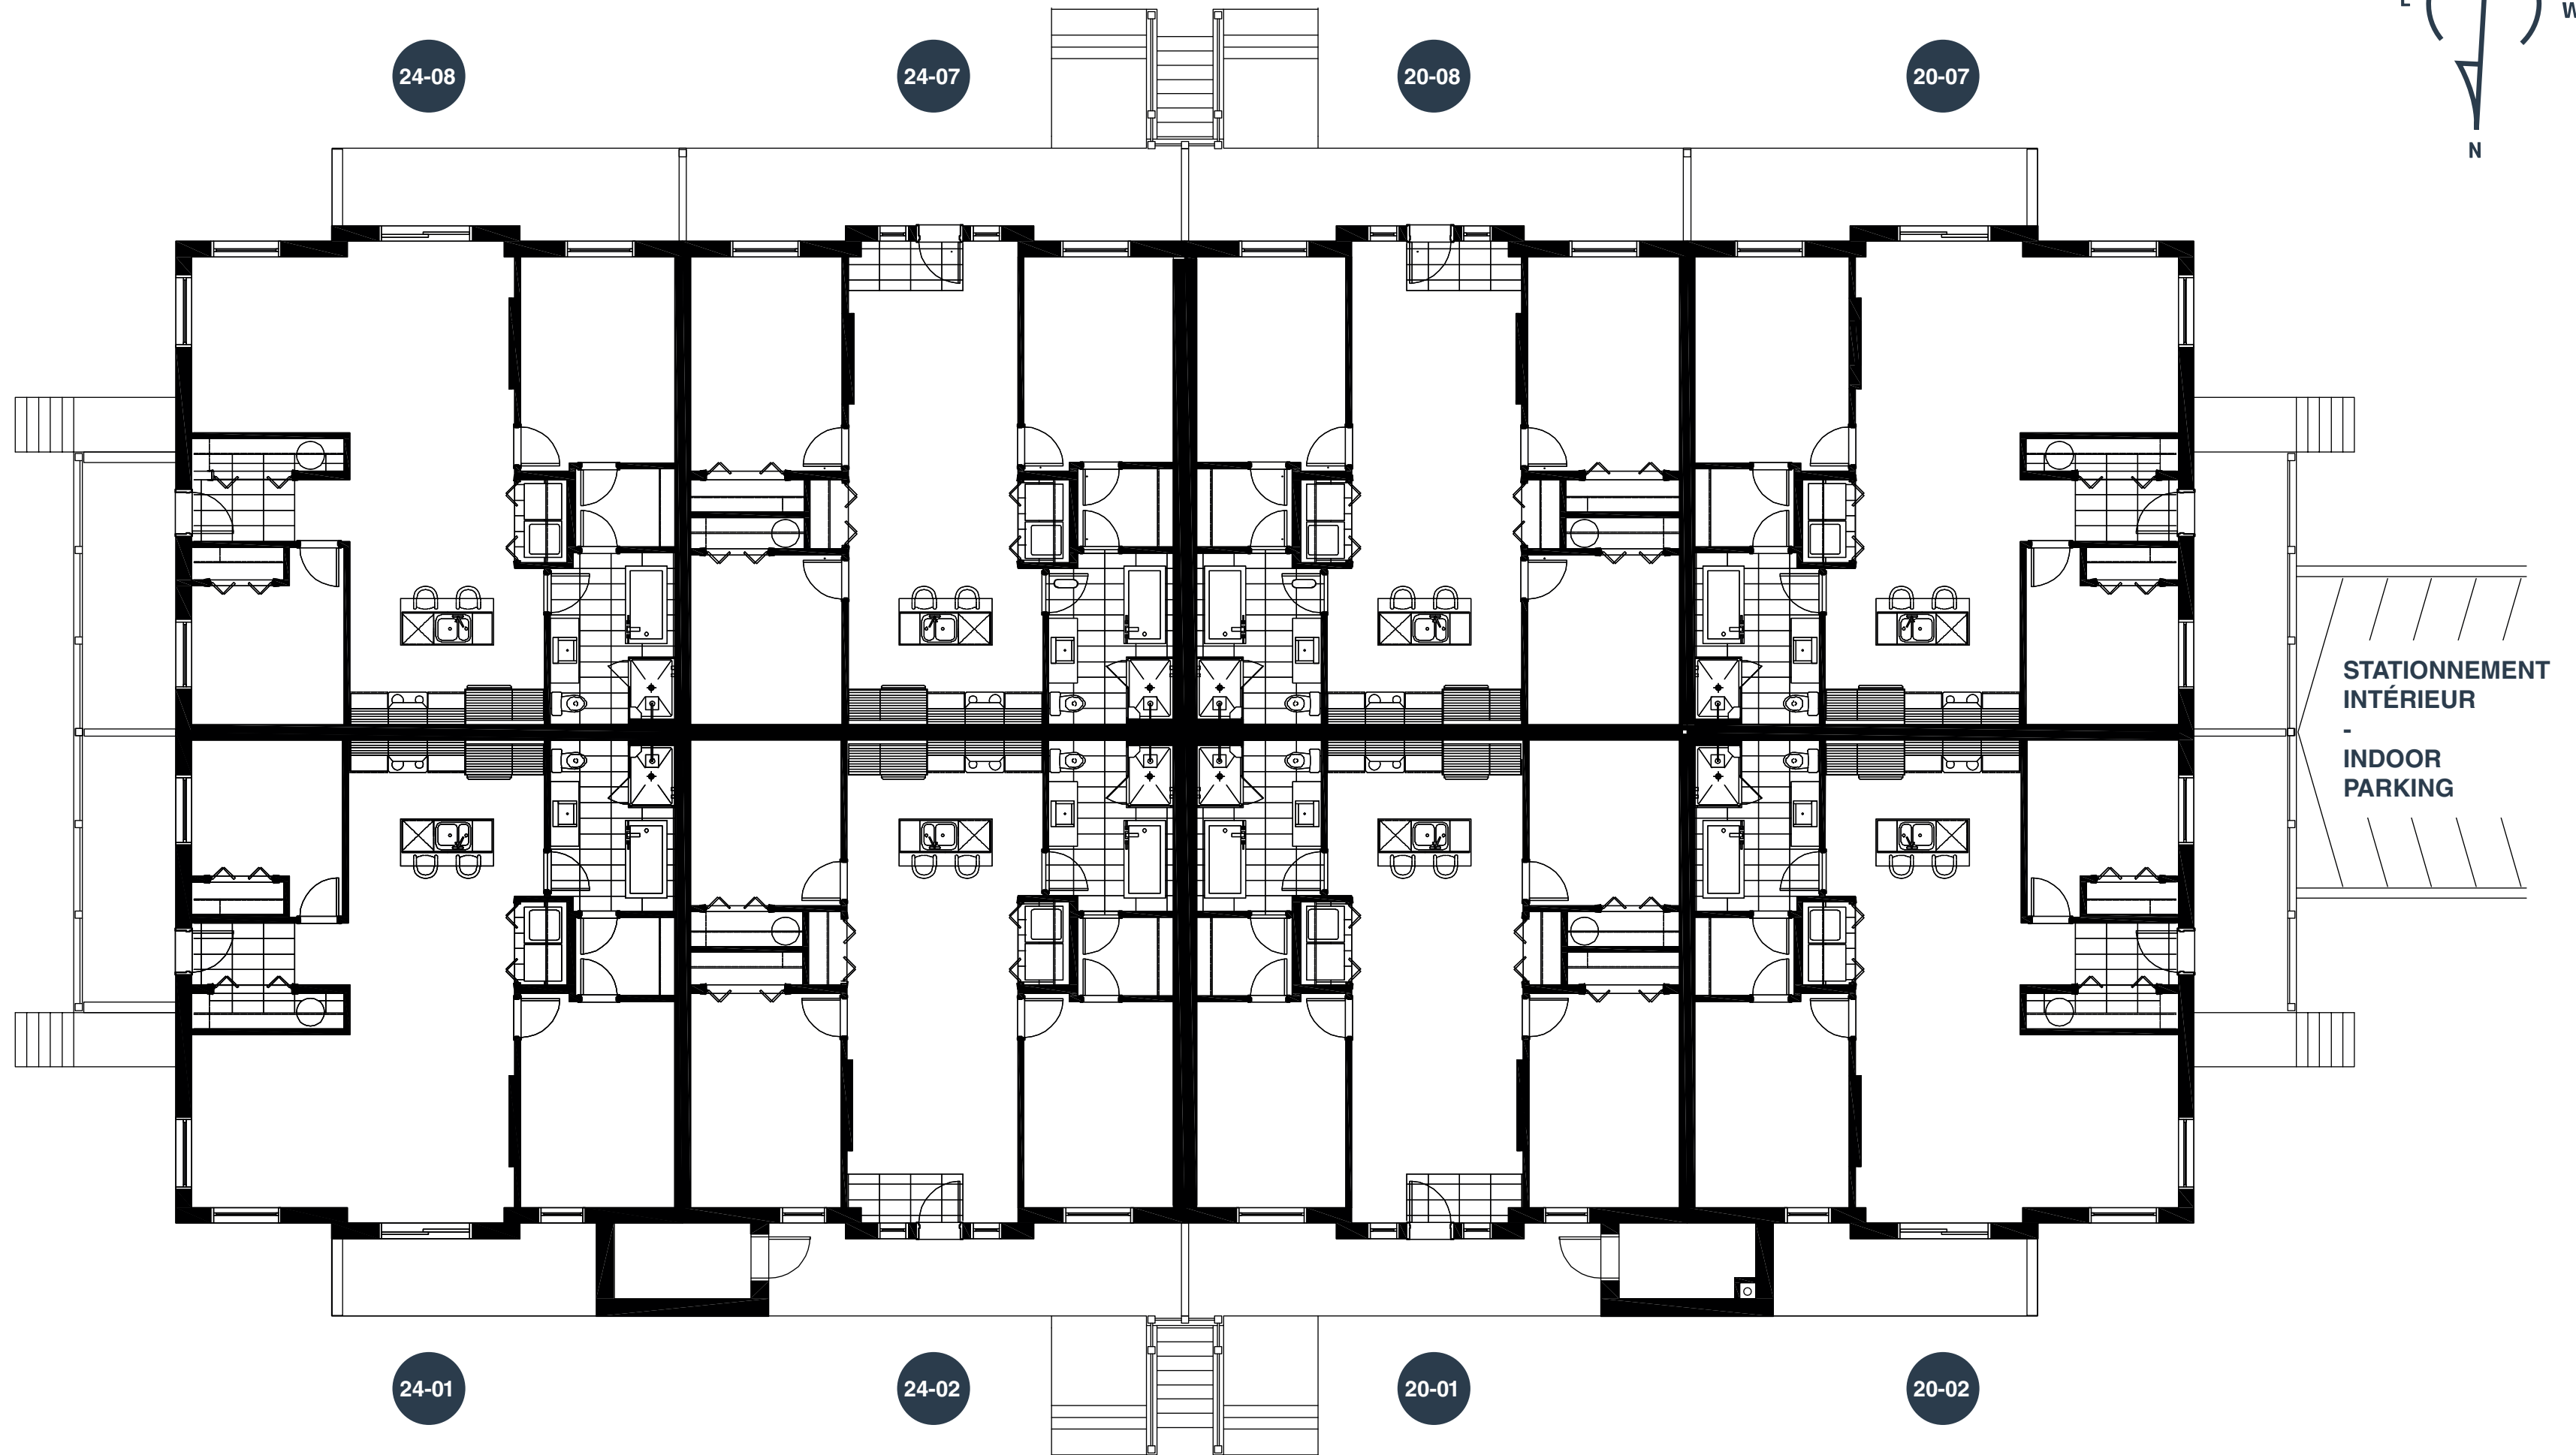 W
N
24-08
24-07
20-08
20-07
STATIONNEMENT
INTÉRIEUR
-
INDOOR
PARKING
24-01
24-02
20-01
20-02